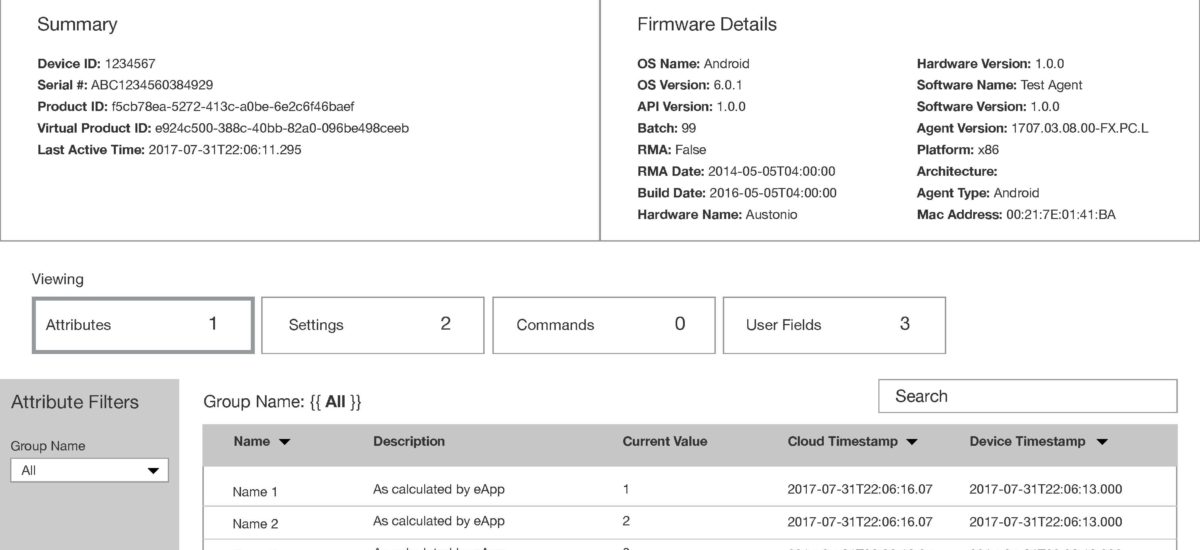 Summary
Device ID: 1234567
Serial #: ABC1234560384929
Product ID: f5cb78ea-5272-413c-a0be-6e2c6f46baef
Virtual Product ID: e924c500-388c-40bb-82a0-096be498ceeb
Last Active Time: 2017-07-31T22:06:11.295
Firmware Details
OS Name: Android
OS Version: 6.0.1
API Version: 1.0.0
Batch: 99
RMA: False
RMA Date: 2014-05-05T04:00:00
Build Date: 2016-05-05T04:00:00
Hardware Name: Austonio
Hardware Version: 1.0.0
Software Name: Test Agent
Software Version: 1.0.0
Agent Version: 1707.03.08.00-FX.PC.L
Platform: x86
Architecture:
Agent Type: Android
Mac Address: 00:21:7E:01:41:BA
Viewing
Attributes 1
Settings 2
Commands 0
User Fields 3
Attribute Filters
Group Name
All
Group Name: {{ All }}
Search
Name Description Current Value Cloud Timestamp Device Timestamp
Name 1 As calculated by eApp 1 2017-07-31T22:06:16.07 2017-07-31T22:06:13.000
Name 2 As calculated by eApp 2 2017-07-31T22:06:16.07 2017-07-31T22:06:13.000